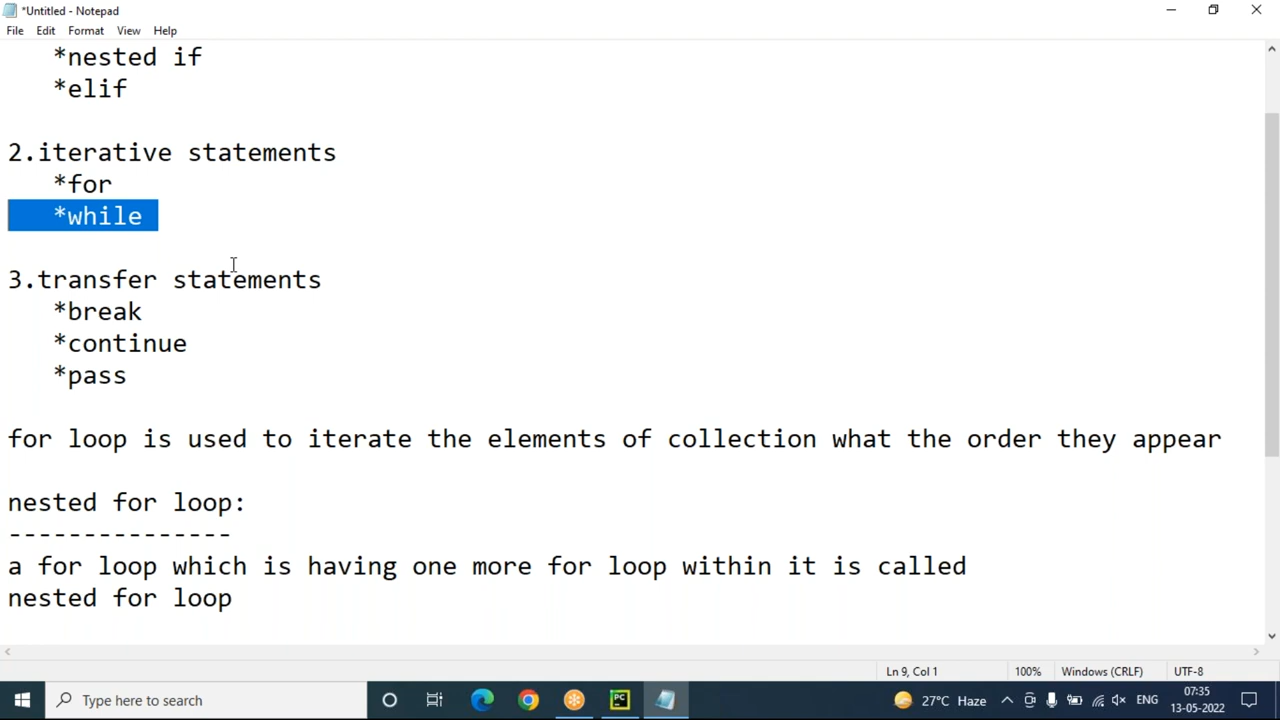 *Untitled - Notepad
File Edit Format View Help
*nested if
*elif
2.iterative statements
*for
*while
3.transfer statements
*break
*continue
*pass
for loop is used to iterate the elements of collection what the order they appear
nested for loop:
---------------
a for loop which is having one more for loop within it is called
nested for loop
Ln 9, Col 1 100% Windows (CRLF) UTF-8
Type here to search PC 27°C Haze ENG 07:35
13-05-2022